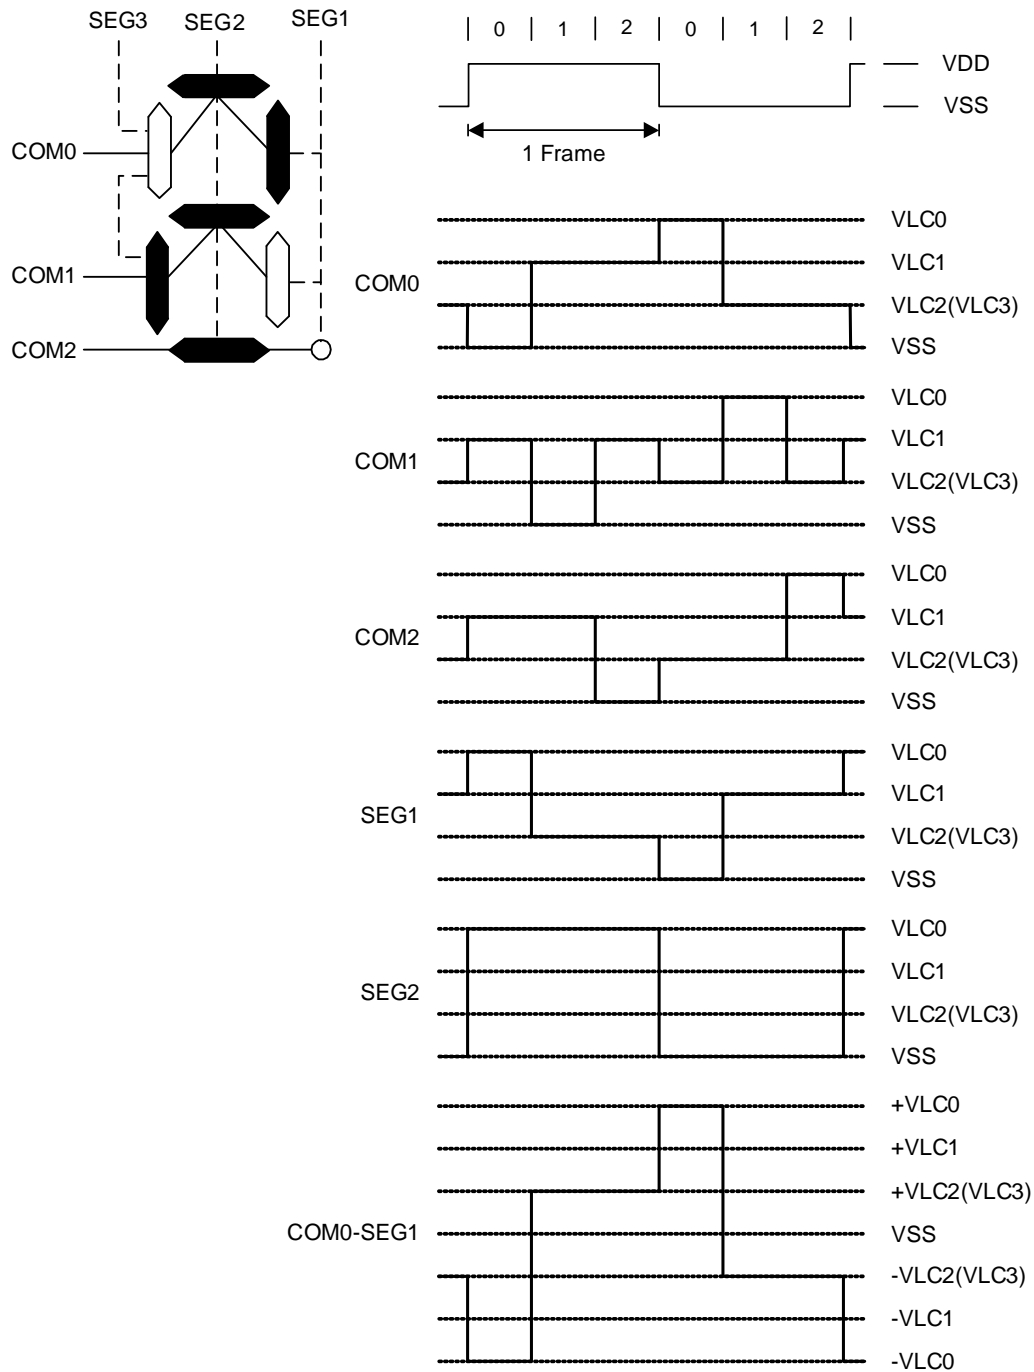 SEG3 SEG2 SEG1
COM0
COM1
COM2
0 1 2 0 1 2
VDD
VSS
1 Frame
COM0
VLC0
VLC1
VLC2(VLC3)
VSS
COM1
VLC0
VLC1
VLC2(VLC3)
VSS
COM2
VLC0
VLC1
VLC2(VLC3)
VSS
SEG1
VLC0
VLC1
VLC2(VLC3)
VSS
SEG2
VLC0
VLC1
VLC2(VLC3)
VSS
COM0-SEG1
+VLC0
+VLC1
+VLC2(VLC3)
VSS
-VLC2(VLC3)
-VLC1
-VLC0